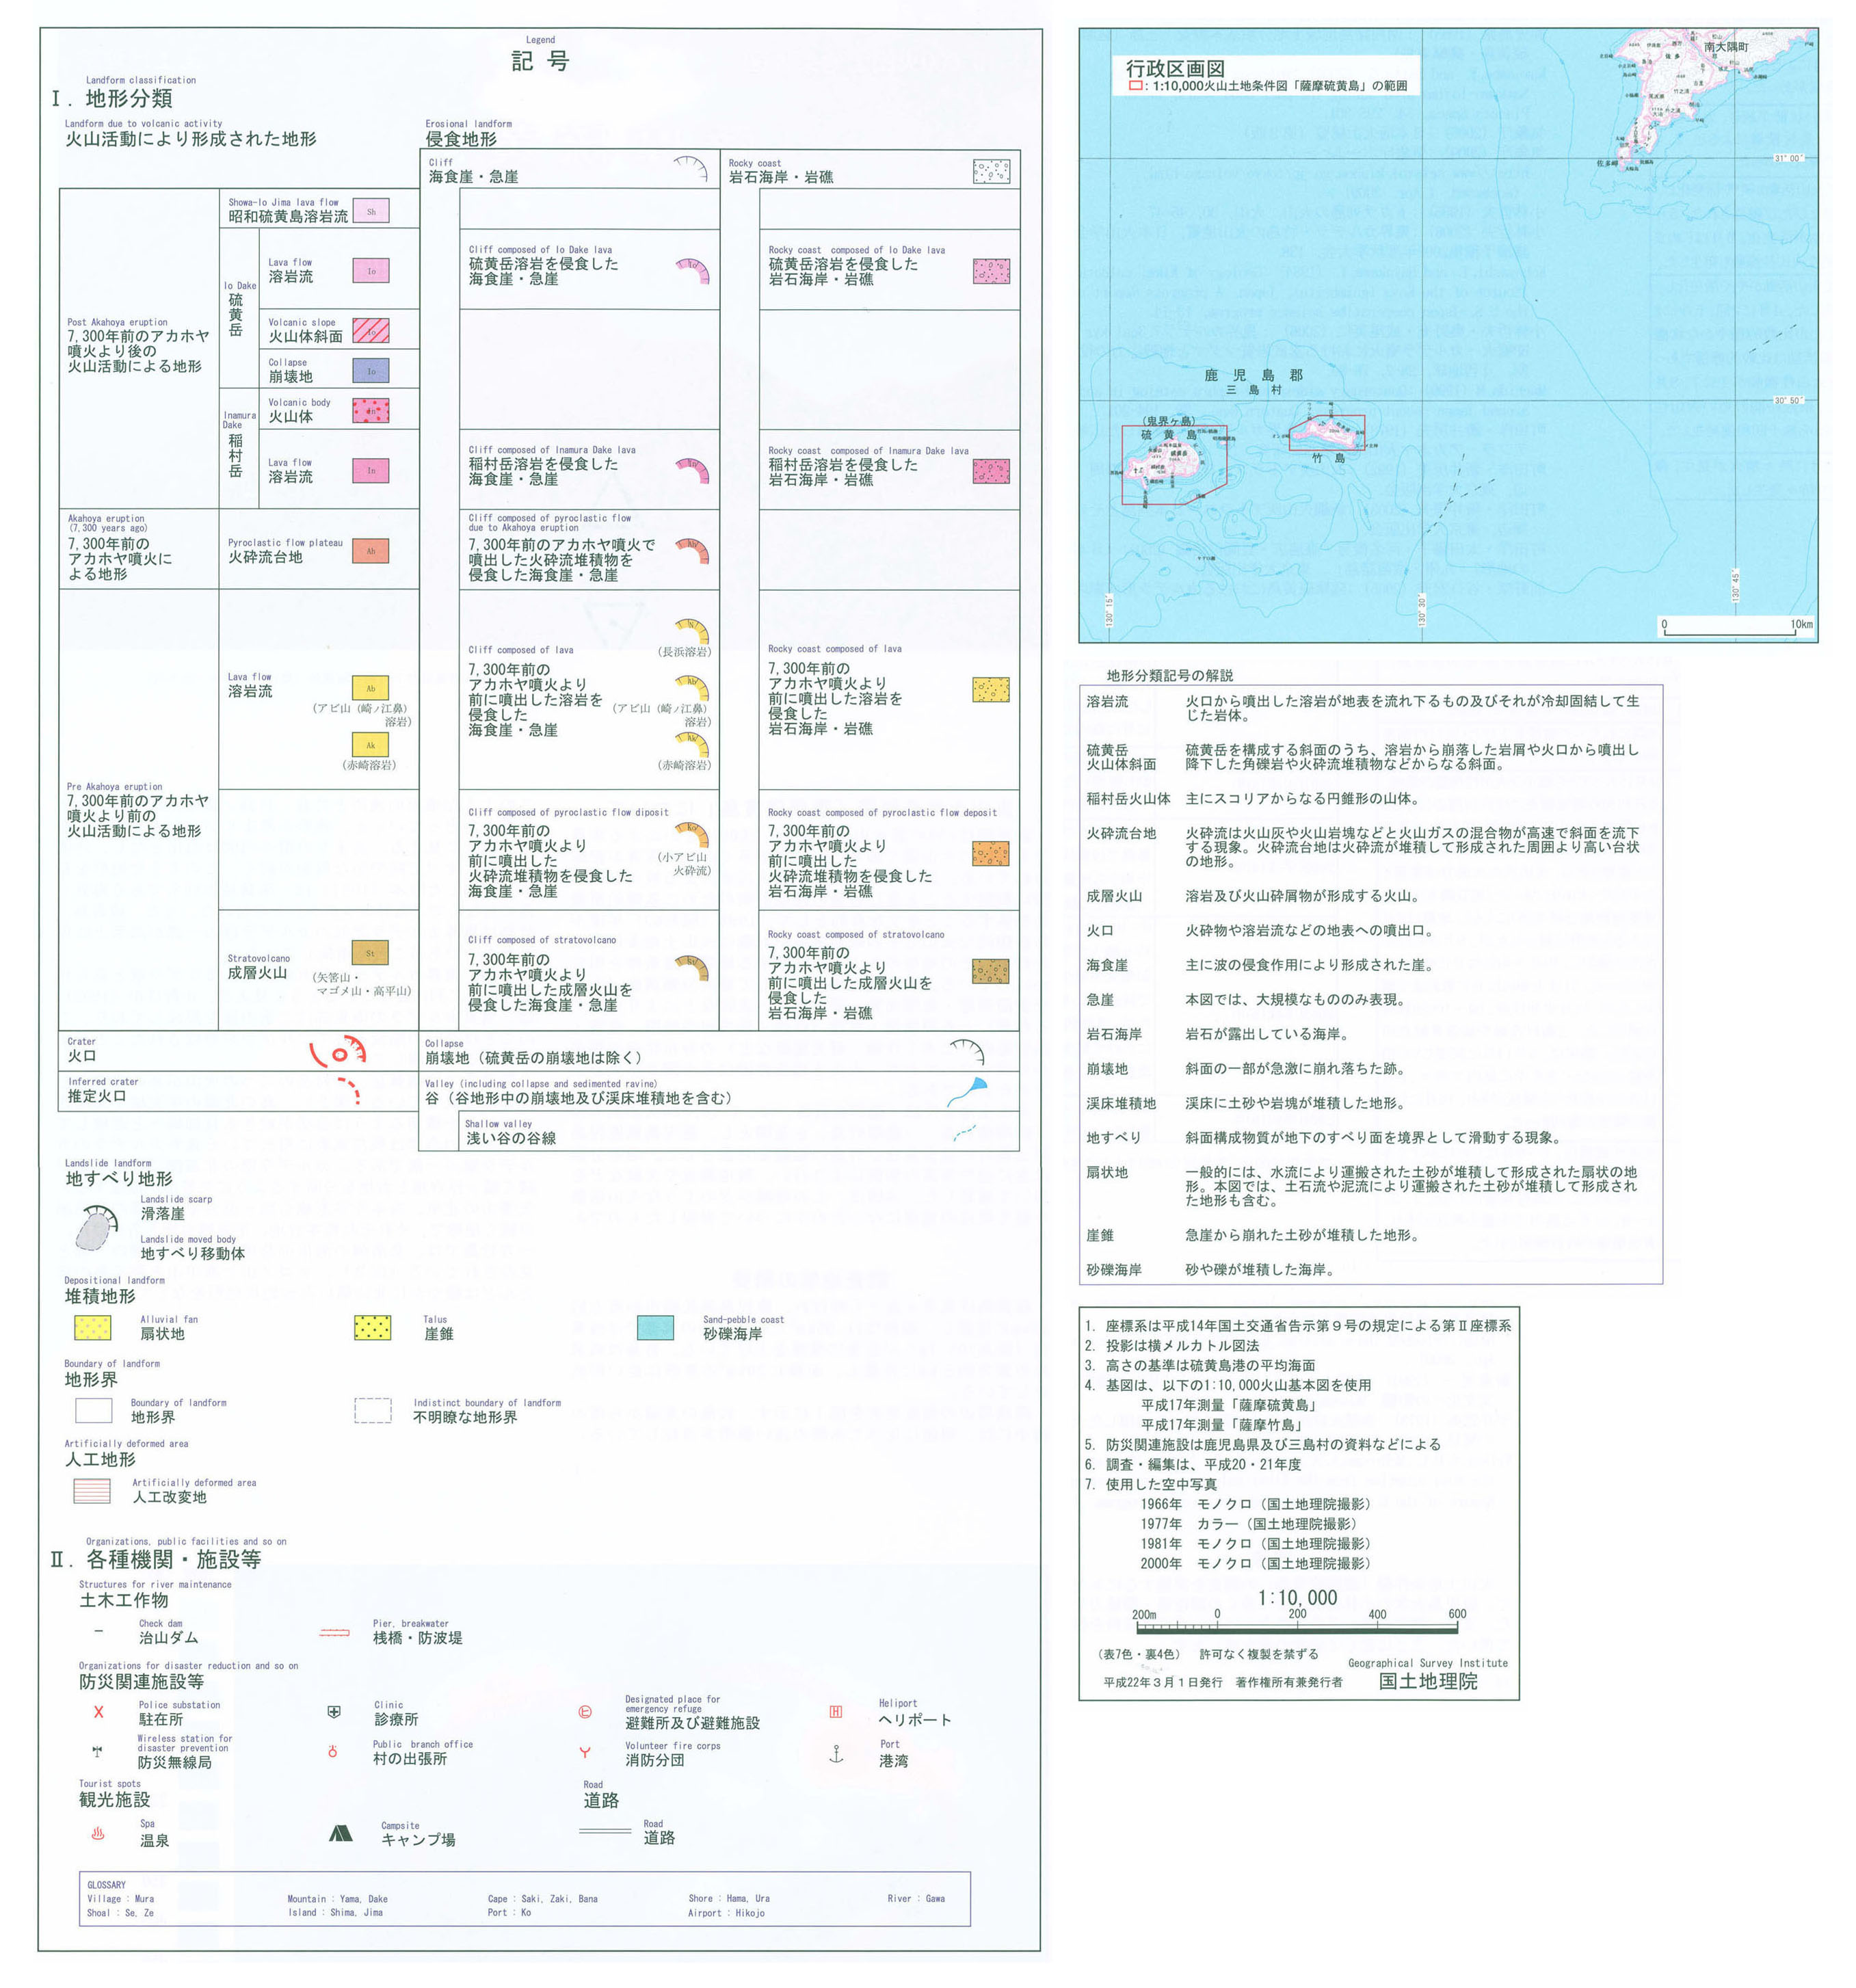 Legend
記号
Landform classification
Ⅰ. 地形分類
Landform due to volcanic activity
火山活動により形成された地形
Erosional landform
侵食地形
Cliff
海食崖・急崖
Rocky coast
岩石海岸・岩礁
Post Akahoya eruption
7,300年前のアカホヤ
噴火より後の
火山活動による地形
Showa-Io Jima lava flow
昭和硫黄島溶岩流
Sh
Io Dake
硫黄岳
Lava flow
溶岩流
Io
Volcanic slope
火山体斜面
Io
Collapse
崩壊地
Io
Cliff composed of Io Dake lava
硫黄岳溶岩を侵食した
海食崖・急崖
Io
Rocky coast composed of Io Dake lava
硫黄岳溶岩を侵食した
岩石海岸・岩礁
Inamura
Dake
稲村岳
Volcanic body
火山体
In
Lava flow
溶岩流
In
Cliff composed of Inamura Dake lava
稲村岳溶岩を侵食した
海食崖・急崖
In
Rocky coast composed of Inamura Dake lava
稲村岳溶岩を侵食した
岩石海岸・岩礁
Akahoya eruption
(7,300 years ago)
7,300年前の
アカホヤ噴火に
よる地形
Pyroclastic flow plateau
火砕流台地
Ah
Cliff composed of pyroclastic flow
due to Akahoya eruption
7,300年前のアカホヤ噴火で
噴出した火砕流堆積物を
侵食した海食崖・急崖
Ah
Pre Akahoya eruption
7,300年前のアカホヤ
噴火より前の
火山活動による地形
Lava flow
溶岩流
Ab
(アビ山（崎ノ江鼻）
溶岩)
Ak
(赤崎溶岩)
Cliff composed of lava
7,300年前の
アカホヤ噴火より
前に噴出した溶岩を
侵食した
海食崖・急崖
N
(長浜溶岩)
Ab
(アビ山（崎ノ江鼻）
溶岩)
Ak
(赤崎溶岩)
Rocky coast composed of lava
7,300年前の
アカホヤ噴火より
前に噴出した溶岩を
侵食した
岩石海岸・岩礁
Cliff composed of pyroclastic flow diposit
7,300年前の
アカホヤ噴火より
前に噴出した
火砕流堆積物を侵食した
海食崖・急崖
Ko
(小アビ山
火砕流)
Rocky coast composed of pyroclastic flow deposit
7,300年前の
アカホヤ噴火より
前に噴出した
火砕流堆積物を侵食した
岩石海岸・岩礁
Stratovolcano
成層火山
St
(矢筈山・
マゴメ山・高平山)
Cliff composed of stratovolcano
7,300年前の
アカホヤ噴火より
前に噴出した成層火山を
侵食した海食崖・急崖
St
Rocky coast composed of stratovolcano
7,300年前の
アカホヤ噴火より
前に噴出した成層火山を
侵食した
岩石海岸・岩礁
Crater
火口
Collapse
崩壊地（硫黄岳の崩壊地は除く）
Inferred crater
推定火口
Valley (including collapse and sedimented ravine)
谷（谷地形中の崩壊地及び渓床堆積地を含む）
Shallow valley
浅い谷の谷線
Landslide landform
地すべり地形
Landslide scarp
滑落崖
Landslide moved body
地すべり移動体
Depositional landform
堆積地形
Alluvial fan
扇状地
Talus
崖錐
Sand-pebble coast
砂礫海岸
Boundary of landform
地形界
Boundary of landform
地形界
Indistinct boundary of landform
不明瞭な地形界
Artificially deformed area
人工地形
Artificially deformed area
人工改変地
Organizations, public facilities and so on
Ⅱ. 各種機関・施設等
Structures for river maintenance
土木工作物
Check dam
治山ダム
Pier, breakwater
桟橋・防波堤
Organizations for disaster reduction and so on
防災関連施設等
Police substation
駐在所
Clinic
診療所
Designated place for
emergency refuge
避難所及び避難施設
Heliport
ヘリポート
Wireless station for
disaster prevention
防災無線局
Public branch office
村の出張所
Volunteer fire corps
消防分団
Port
港湾
Tourist spots
観光施設
Road
道路
Spa
温泉
Campsite
キャンプ場
Road
道路
GLOSSARY
Village : Mura
Mountain : Yama, Dake
Cape : Saki, Zaki, Bana
Shore : Hama, Ura
River : Gawa
Shoal : Se, Ze
Island : Shima, Jima
Port : Ko
Airport : Hikojo
行政区画図
：1:10,000火山土地条件図「薩摩硫黄島」の範囲
南大隅町
佐多
佐多岬
31°00′
鹿児島郡
三島村
30°50′
(鬼界ヶ島)
硫黄島
竹島
130°15′
130°30′
130°45′
0 10km
地形分類記号の解説
溶岩流 火口から噴出した溶岩が地表を流れ下るもの及びそれが冷却固結して生
じた岩体。
硫黄岳 硫黄岳を構成する斜面のうち、溶岩から崩落した岩屑や火口から噴出し
火山体斜面 降下した角礫岩や火砕流堆積物などからなる斜面。
稲村岳火山体 主にスコリアからなる円錐形の山体。
火砕流台地 火砕流は火山灰や火山岩塊などと火山ガスの混合物が高速で斜面を流下
する現象。火砕流台地は火砕流が堆積して形成された周囲より高い台状
の地形。
成層火山 溶岩及び火山砕屑物が形成する火山。
火口 火砕物や溶岩流などの地表への噴出口。
海食崖 主に波の侵食作用により形成された崖。
急崖 本図では、大規模なもののみ表現。
岩石海岸 岩石が露出している海岸。
崩壊地 斜面の一部が急激に崩れ落ちた跡。
渓床堆積地 渓床に土砂や岩塊が堆積した地形。
地すべり 斜面構成物質が地下のすべり面を境界として滑動する現象。
扇状地 一般的には、水流により運搬された土砂が堆積して形成された扇状の地
形。本図では、土石流や泥流により運搬された土砂が堆積して形成され
た地形も含む。
崖錐 急崖から崩れた土砂が堆積した地形。
砂礫海岸 砂や礫が堆積した海岸。
1. 座標系は平成14年国土交通省告示第９号の規定による第Ⅱ座標系
2. 投影は横メルカトル図法
3. 高さの基準は硫黄島港の平均海面
4. 基図は、以下の1:10,000火山基本図を使用
平成17年測量「薩摩硫黄島」
平成17年測量「薩摩竹島」
5. 防災関連施設は鹿児島県及び三島村の資料などによる
6. 調査・編集は、平成20・21年度
7. 使用した空中写真
1966年 モノクロ（国土地理院撮影）
1977年 カラー（国土地理院撮影）
1981年 モノクロ（国土地理院撮影）
2000年 モノクロ（国土地理院撮影）
1:10,000
200m 0 200 400 600
(表7色・裏4色) 許可なく複製を禁ずる
Geographical Survey Institute
平成22年３月１日発行 著作権所有兼発行者 国土地理院